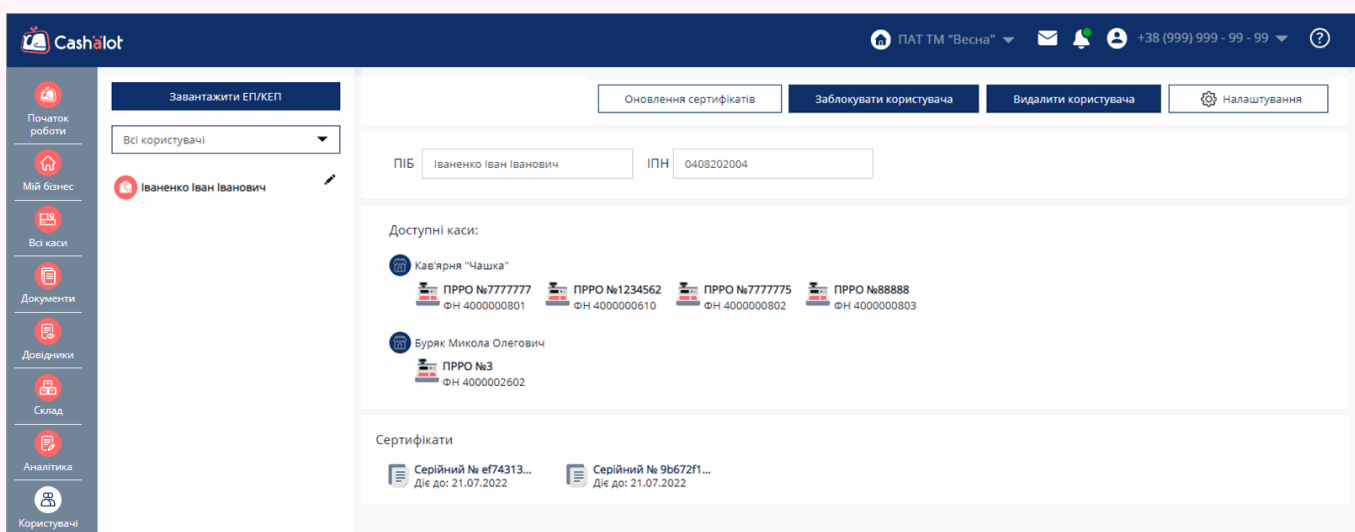 Cashalot
ПАТ ТМ "Весна"
+38 (999) 999 - 99 - 99
Початок
роботи
Мій бізнес
Всі каси
Документи
Довідники
Склад
Аналітика
Користувачі
Завантажити ЕП/КЕП
Всі користувачі
Іваненко Іван Іванович
Оновлення сертифікатів
Заблокувати користувача
Видалити користувача
Налаштування
ПІБ Іваненко Іван Іванович ІПН 0408202004
Доступні каси:
Кав'ярня "Чашка"
ПРРО №7777777 ПРРО №1234562 ПРРО №7777775 ПРРО №88888
ФН 4000000801 ФН 4000000610 ФН 4000000802 ФН 4000000803
Буряк Микола Олегович
ПРРО №3
ФН 4000002602
Сертифікати
Серійний № ef74313... Серійний № 9b672f1...
Діє до: 21.07.2022 Діє до: 21.07.2022